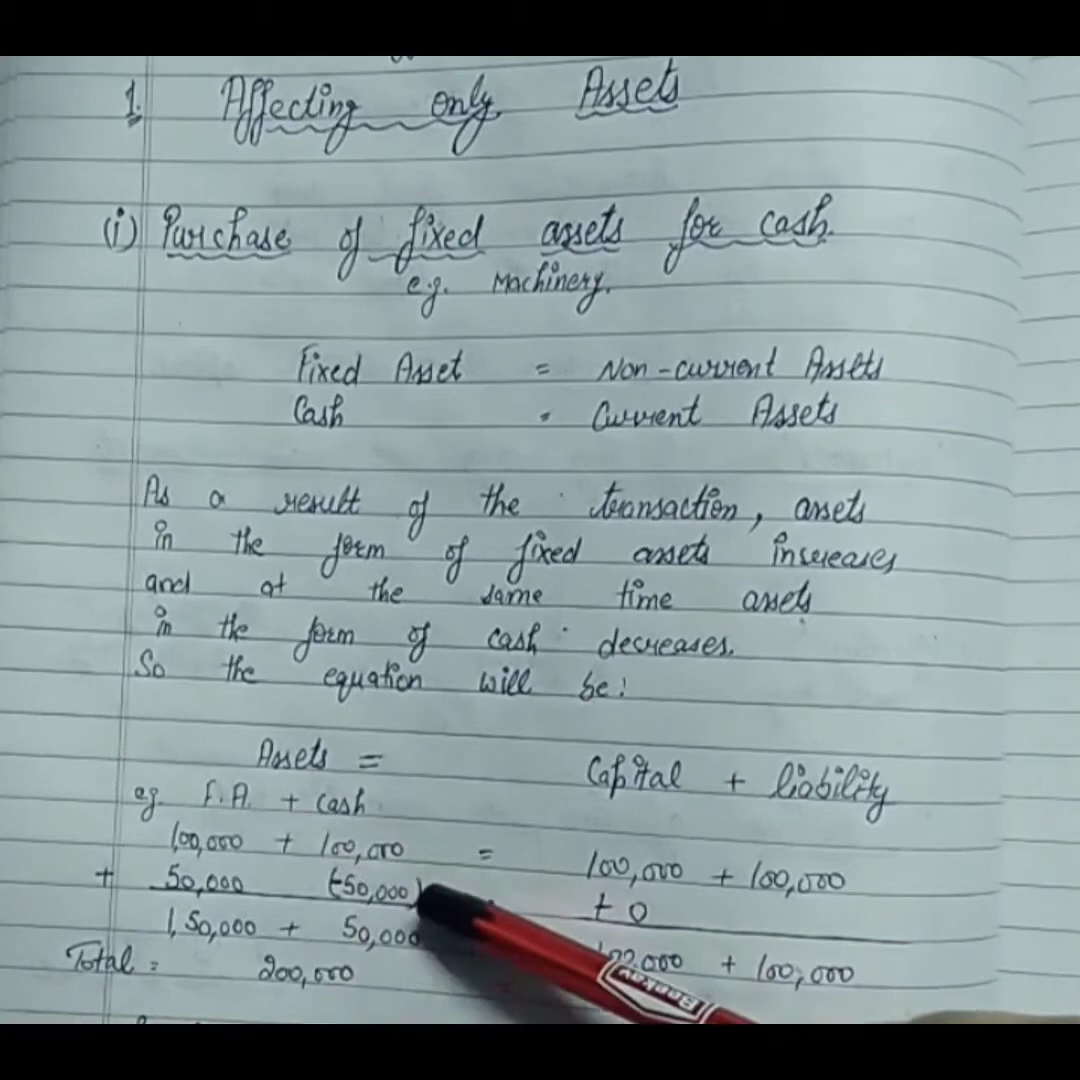 1. Affecting only Assets
(i) Purchase of fixed assets for cash.
e.g. Machinery.
Fixed Asset = Non-current Assets
Cash = Current Assets
As a result of the transaction, assets
in the form of fixed assets increases
and at the same time assets
in the form of cash decreases.
So the equation will be:
Assets = Capital + liability
eg. F.A. + cash
1,00,000 + 100,000 = 100,000 + 100,000
+ 50,000 (-50,000) + 0
1,50,000 + 50,000 100,000 + 100,000
Total = 200,000